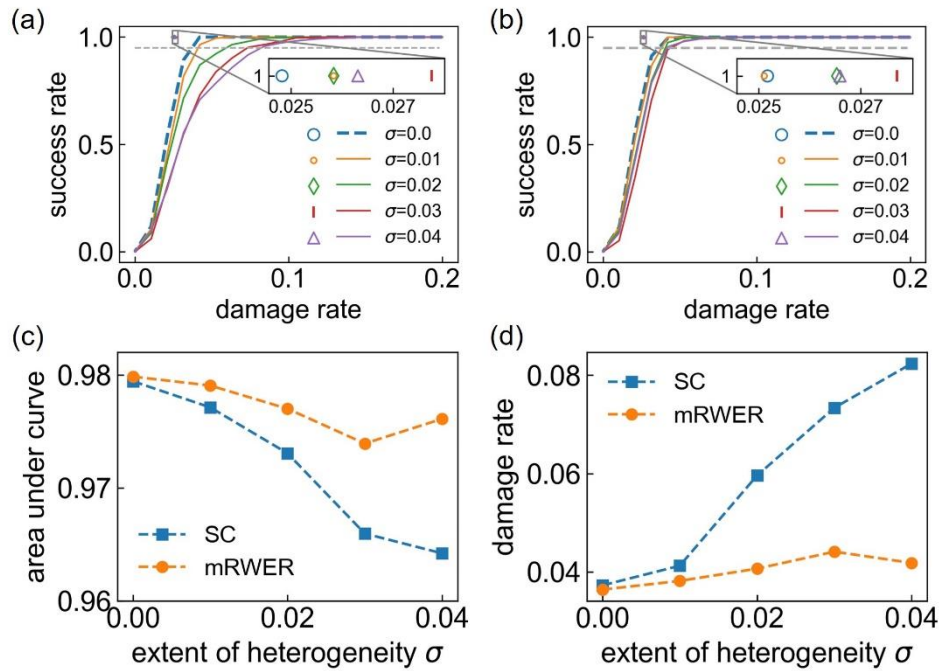 (a)
success rate
1.0
0.5
0.0
1
0.025
0.027
σ=0.0
σ=0.01
σ=0.02
σ=0.03
σ=0.04
0.0
0.1
0.2
damage rate
(b)
success rate
1.0
0.5
0.0
1
0.025
0.027
σ=0.0
σ=0.01
σ=0.02
σ=0.03
σ=0.04
0.0
0.1
0.2
damage rate
(c)
area under curve
0.98
0.97
0.96
SC
mRWER
0.00
0.02
0.04
extent of heterogeneity σ
(d)
damage rate
0.08
0.06
0.04
SC
mRWER
0.00
0.02
0.04
extent of heterogeneity σ